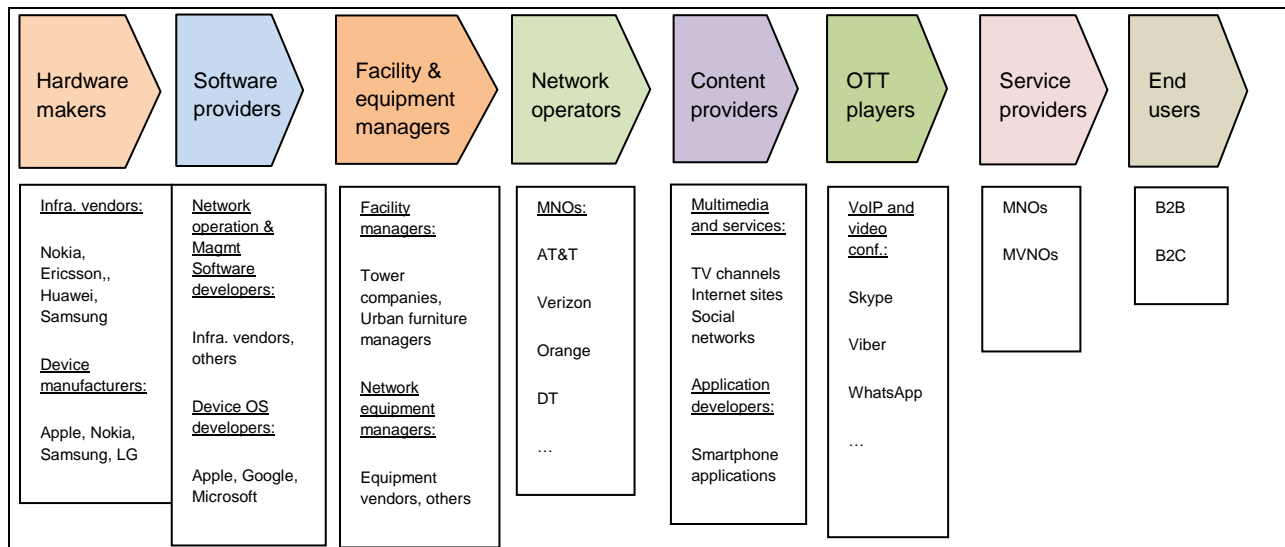 Hardware
makers
Software
providers
Facility &
equipment
managers
Network
operators
Content
providers
OTT
players
Service
providers
End
users
Infra. vendors:
Nokia,
Ericsson,,
Huawei,
Samsung
Device
manufacturers:
Apple, Nokia,
Samsung, LG
Network
operation &
Magmt
Software
developers:
Infra. vendors,
others
Device OS
developers:
Apple, Google,
Microsoft
Facility
managers:
Tower
companies,
Urban furniture
managers
Network
equipment
managers:
Equipment
vendors, others
MNOs:
AT&T
Verizon
Orange
DT
…
Multimedia
and services:
TV channels
Internet sites
Social
networks
Application
developers:
Smartphone
applications
VoIP and
video
conf.:
Skype
Viber
WhatsApp
…
MNOs
MVNOs
B2B
B2C